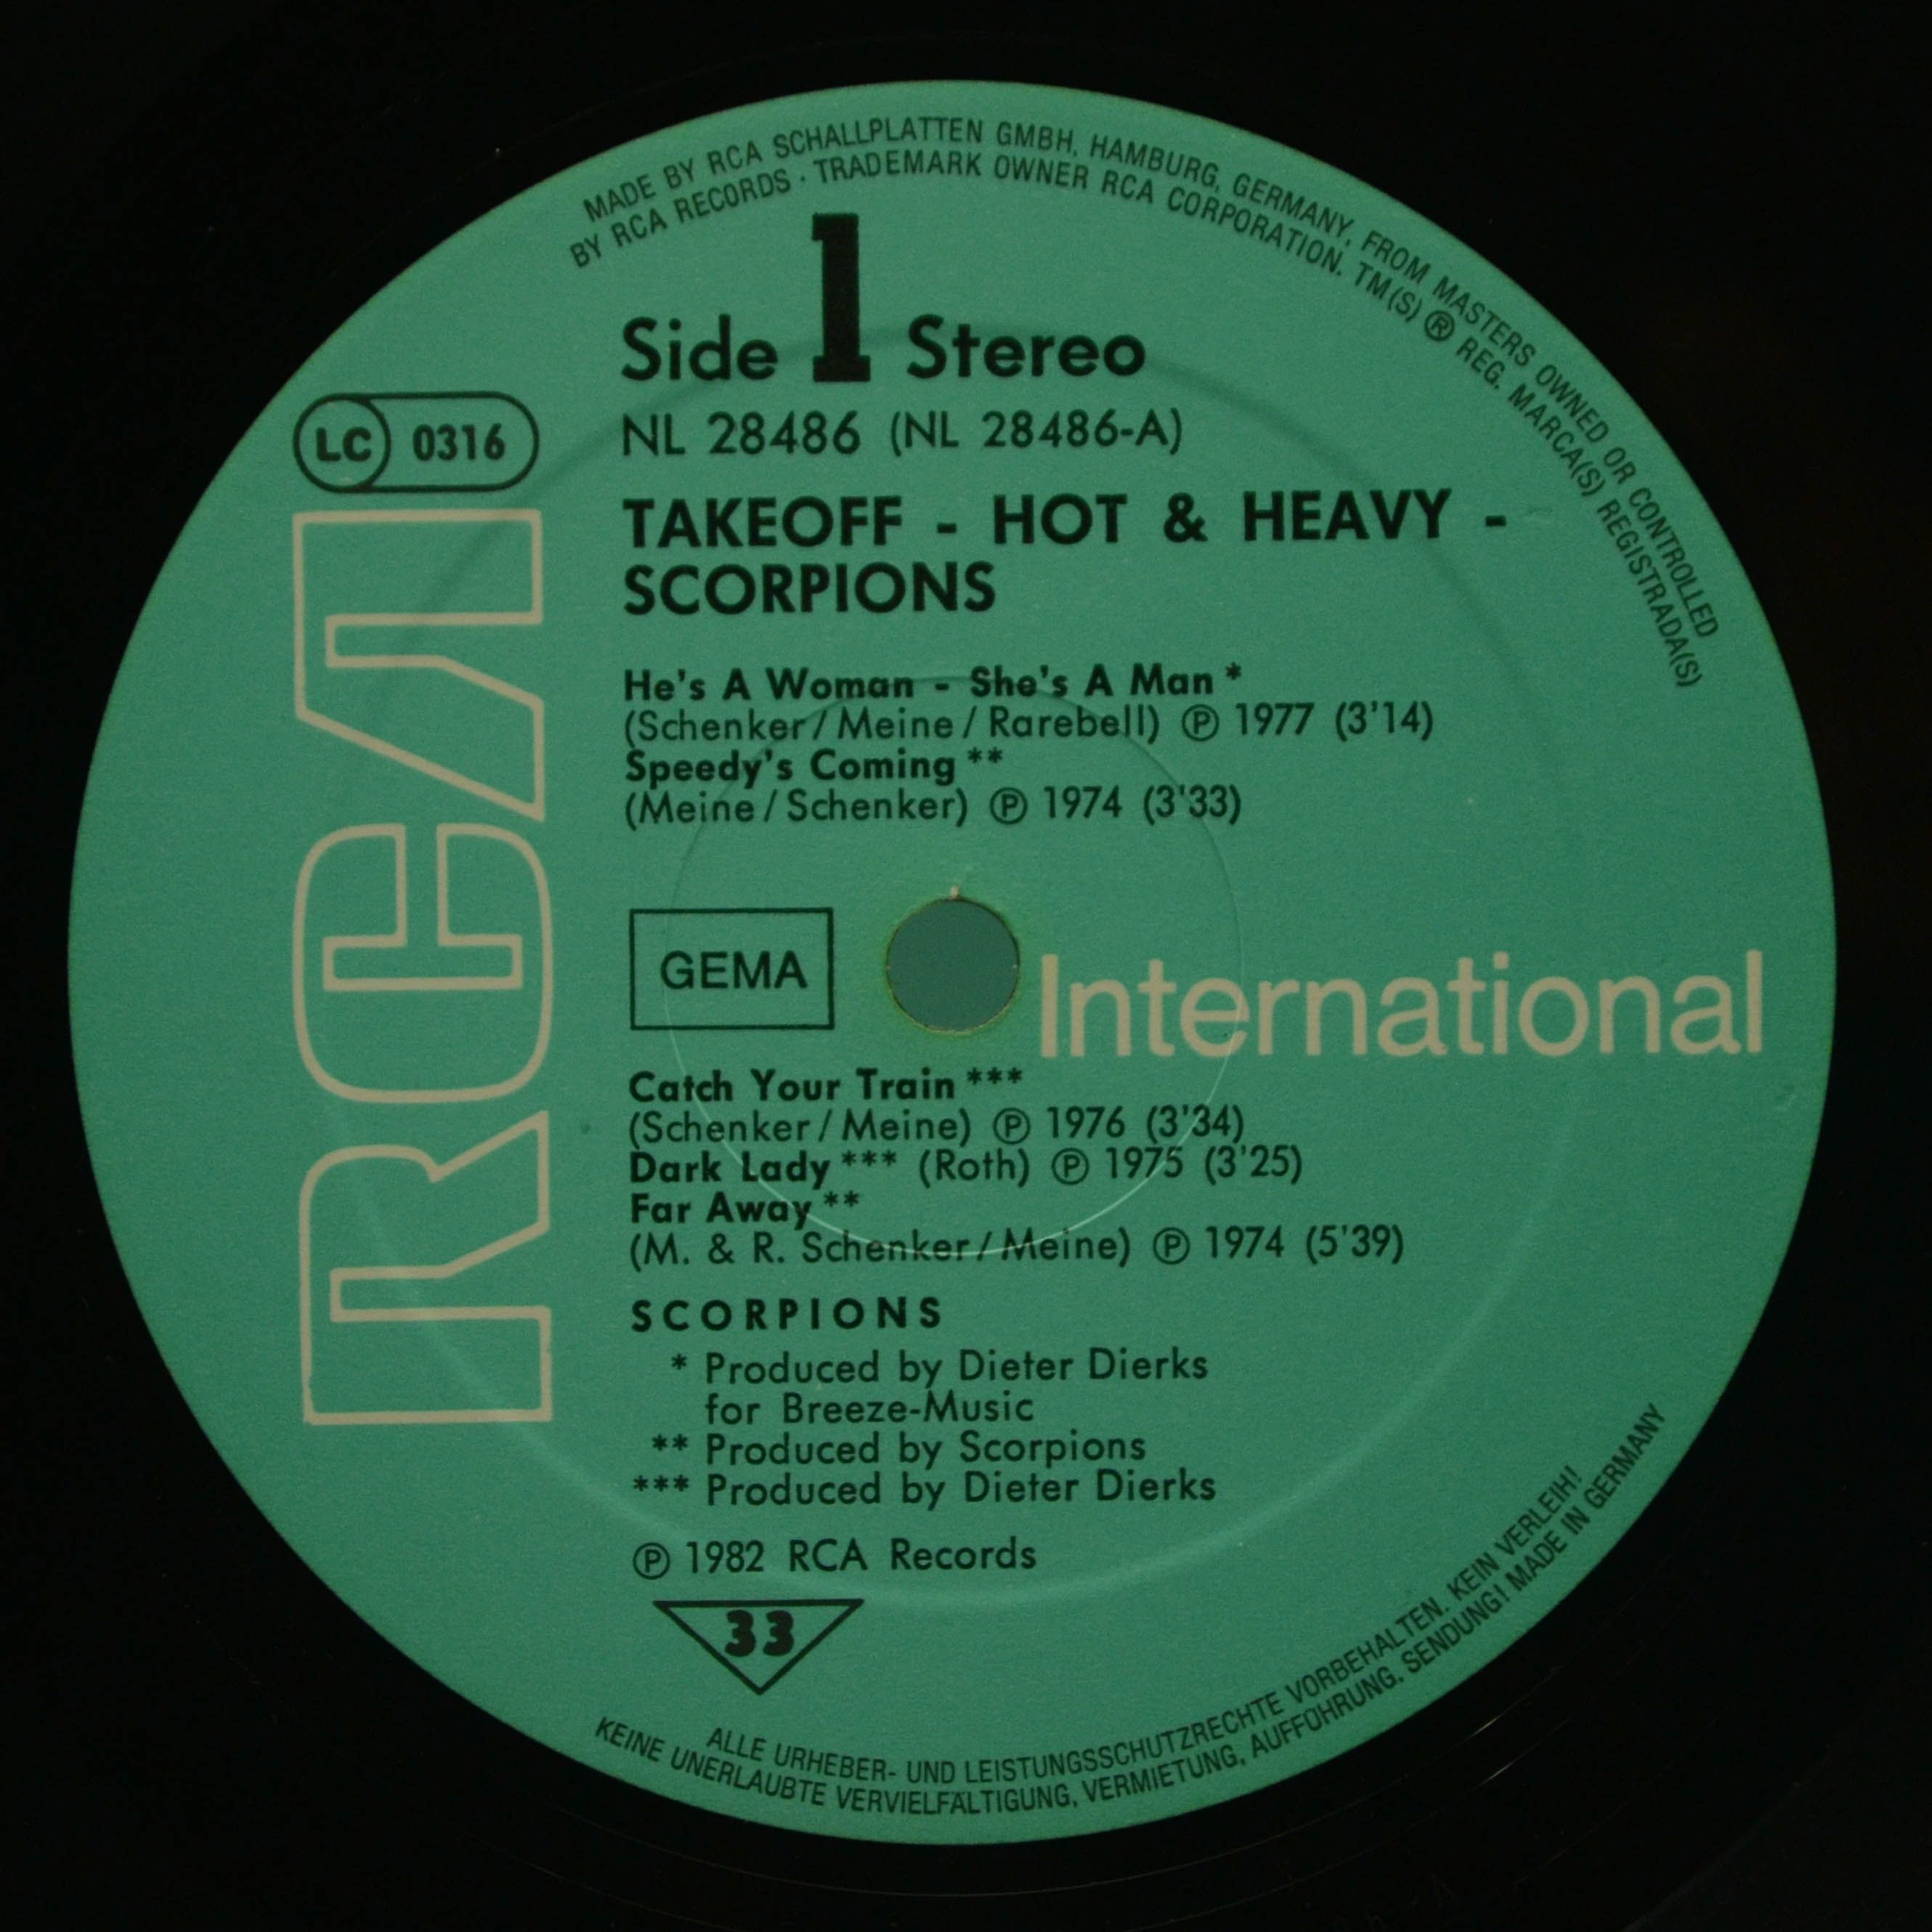 MADE BY RCA SCHALLPLATTEN GMBH, HAMBURG, GERMANY, FROM MASTERS OWNED OR CONTROLLED
BY RCA RECORDS · TRADEMARK OWNER RCA CORPORATION. TM(S) ® REG. MARCA(S) REGISTRADA(S)
Side 1 Stereo
LC 0316
NL 28486 (NL 28486-A)
TAKEOFF - HOT & HEAVY -
SCORPIONS
RCA
He's A Woman - She's A Man *
(Schenker / Meine / Rarebell) ℗ 1977 (3'14)
Speedy's Coming **
(Meine / Schenker) ℗ 1974 (3'33)
GEMA
International
Catch Your Train ***
(Schenker / Meine) ℗ 1976 (3'34)
Dark Lady *** (Roth) ℗ 1975 (3'25)
Far Away **
(M. & R. Schenker / Meine) ℗ 1974 (5'39)
SCORPIONS
* Produced by Dieter Dierks
for Breeze-Music
** Produced by Scorpions
*** Produced by Dieter Dierks
℗ 1982 RCA Records
33
ALLE URHEBER- UND LEISTUNGSSCHUTZRECHTE VORBEHALTEN. KEIN VERLEIH!
KEINE UNERLAUBTE VERVIELFÄLTIGUNG, VERMIETUNG, AUFFÜHRUNG, SENDUNG! MADE IN GERMANY